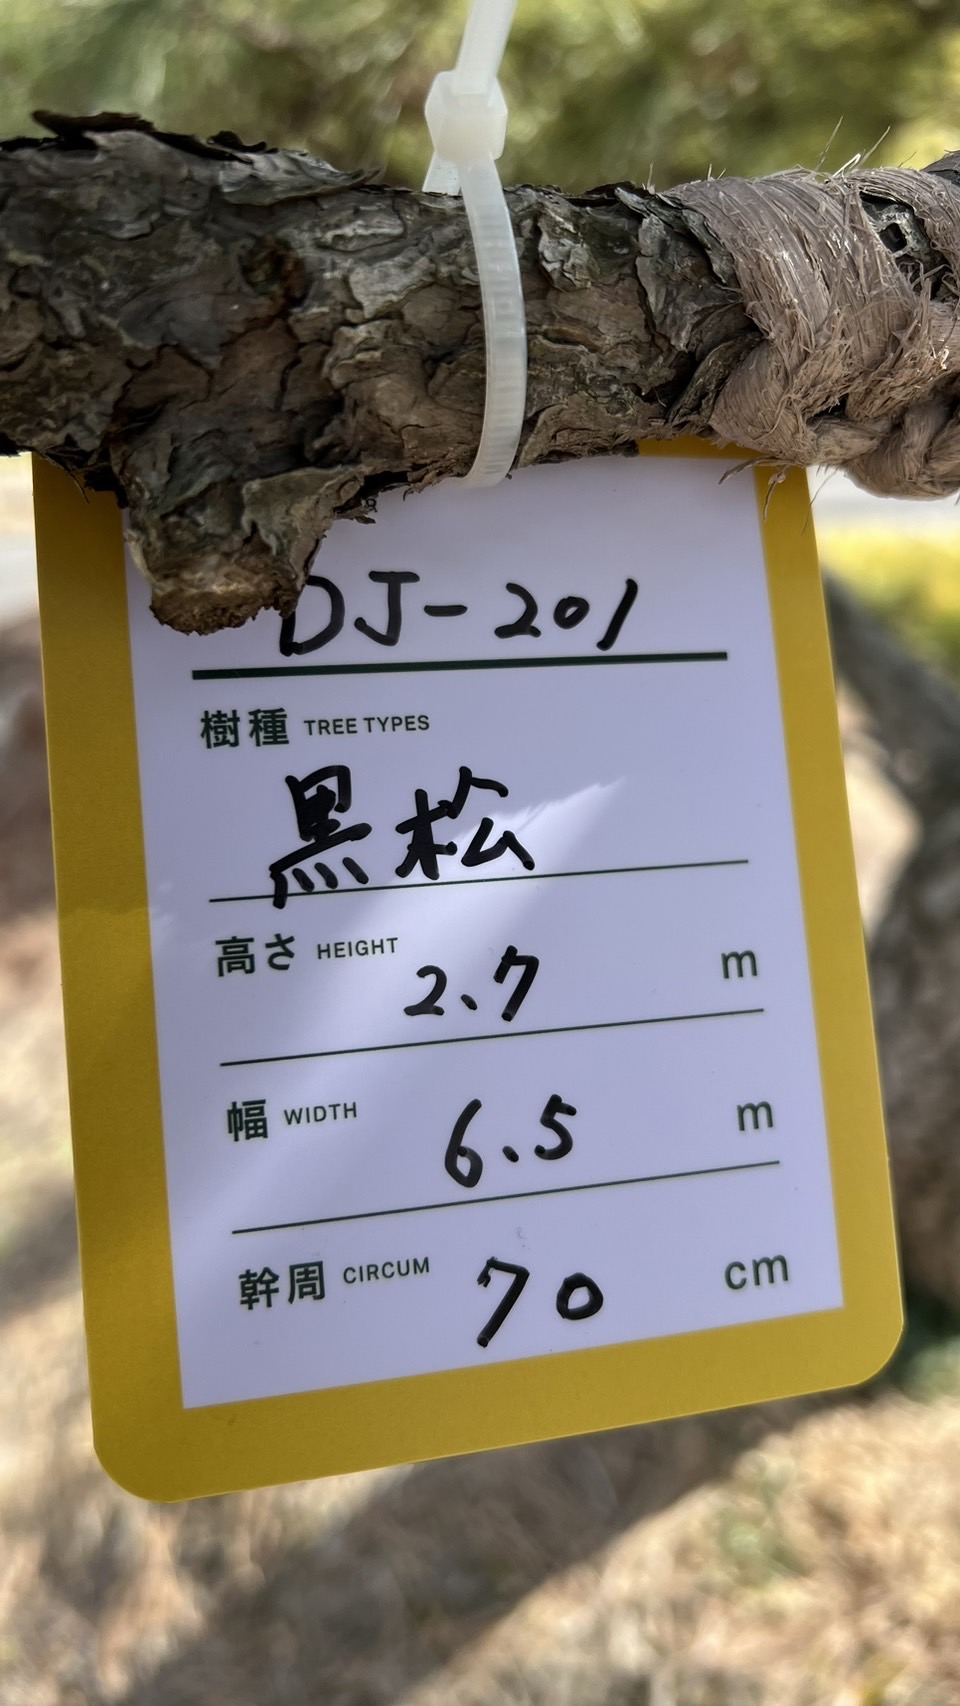 DJ-201
樹種 TREE TYPES
黒松
高さ HEIGHT 2.7 m
幅 WIDTH 6.5 m
幹周 CIRCUM 70 cm